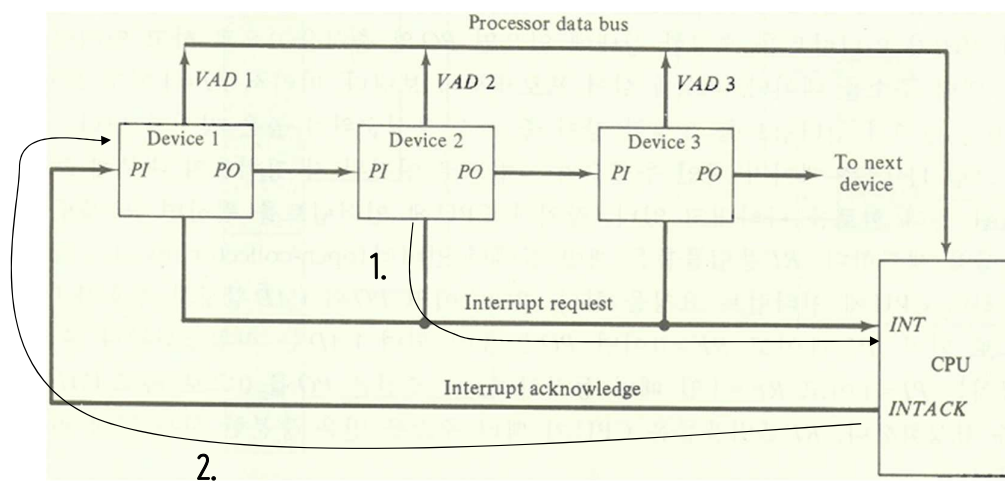 Processor data bus
VAD 1
VAD 2
VAD 3
Device 1
Device 2
Device 3
PI
PO
PI
PO
PI
PO
To next
device
1.
Interrupt request
INT
CPU
Interrupt acknowledge
INTACK
2.